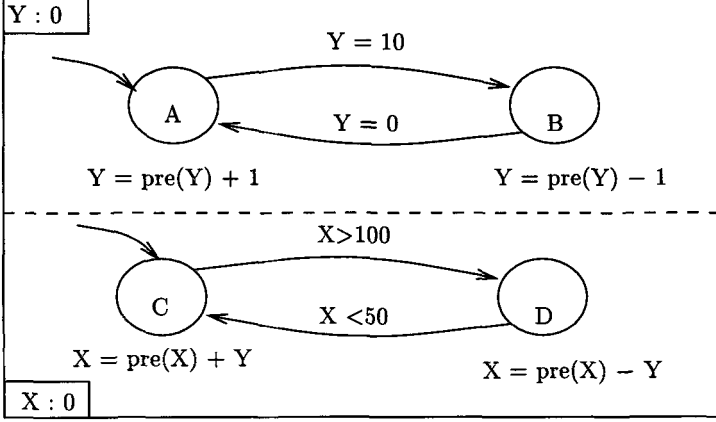 Y : 0
Y = 10
A
B
Y = 0
Y = pre(Y) + 1
Y = pre(Y) − 1
X>100
C
D
X <50
X = pre(X) + Y
X = pre(X) − Y
X : 0